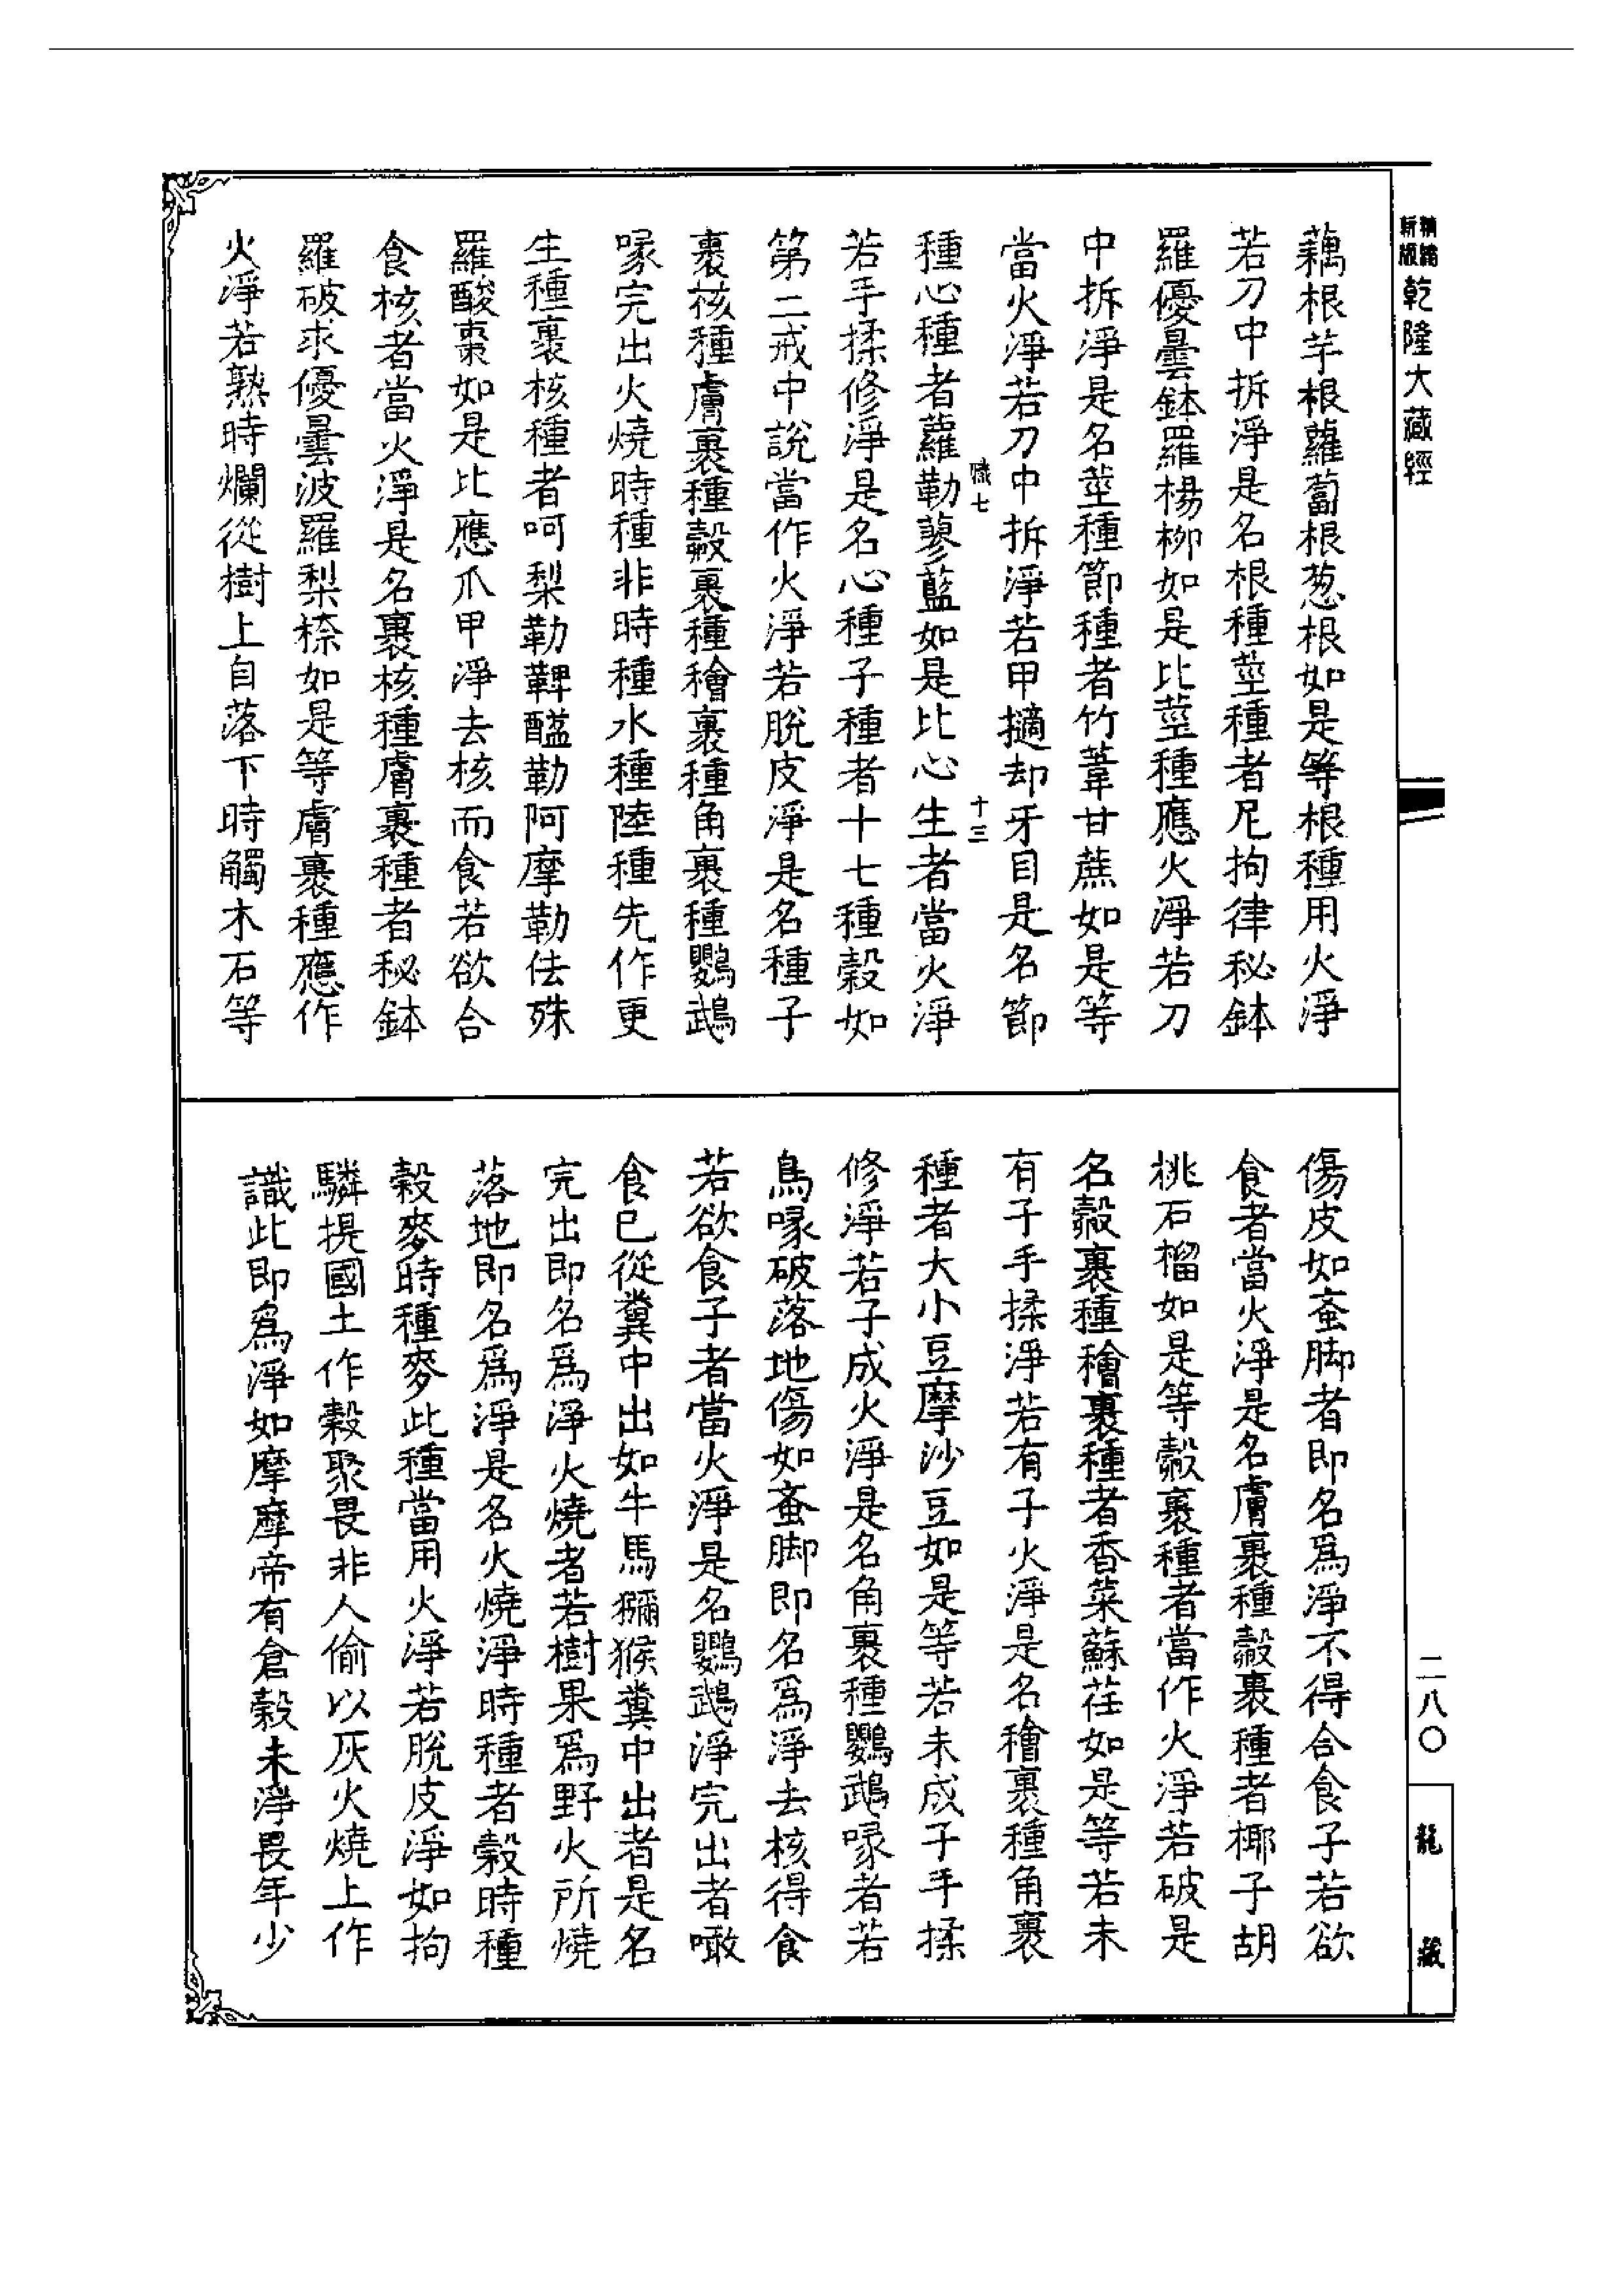 精編
新版
乾隆大藏經
藕根芋根蘿蔔根葱根如是等根種用火淨
若刀中拆淨是名根種莖種者尼拘律秘鉢
羅優曇鉢羅楊柳如是比莖種應火淨若刀
中拆淨是名莖種節種者竹葦甘蔗如是等
當火淨若刀中拆淨若甲擿却牙目是名節
種心種者蘿勒蓼藍如是比心生者當火淨
若手揉修淨是名心種子種者十七種穀如
第二戒中說當作火淨若脫皮淨是名種子
裹核種膚裹種縠裹種檜裹種角裹種鸚鵡
啄完出火燒時種非時種水種陸種先作更
生種裹核種者呵梨勒鞞醯勒阿摩勒佉殊
羅酸棗如是比應爪甲淨去核而食若欲合
食核者當火淨是名裹核種膚裹種者秘鉢
羅破求優曇波羅梨㮈如是等膚裹種應作
火淨若熟時爛從樹上自落下時觸木石等
傷皮如蚉脚者即名爲淨不得合食子若欲
食者當火淨是名膚裹種縠裹種者椰子胡
桃石榴如是等縠裹種者當作火淨若破是
名縠裹種檜裹種者香菜蘇荏如是等若未
有子手揉淨若有子火淨是名檜裹種角裹
種者大小豆摩沙豆如是等若未成子手揉
修淨若子成火淨是名角裹種鸚鵡啄者若
鳥啄破落地傷如蚉脚即名爲淨去核得食
若欲食子者當火淨是名鸚鵡淨完出者噉
食已從糞中出如牛馬獼猴糞中出者是名
完出即名爲淨火燒者若樹果爲野火所燒
落地即名爲淨是名火燒淨時種者穀時種
穀麥時種麥此種當用火淨若脫皮淨如拘
驎提國土作穀聚畏非人偷以灰火燒上作
識此即爲淨如摩摩帝有倉穀未淨畏年少
十三
二八〇
龍藏